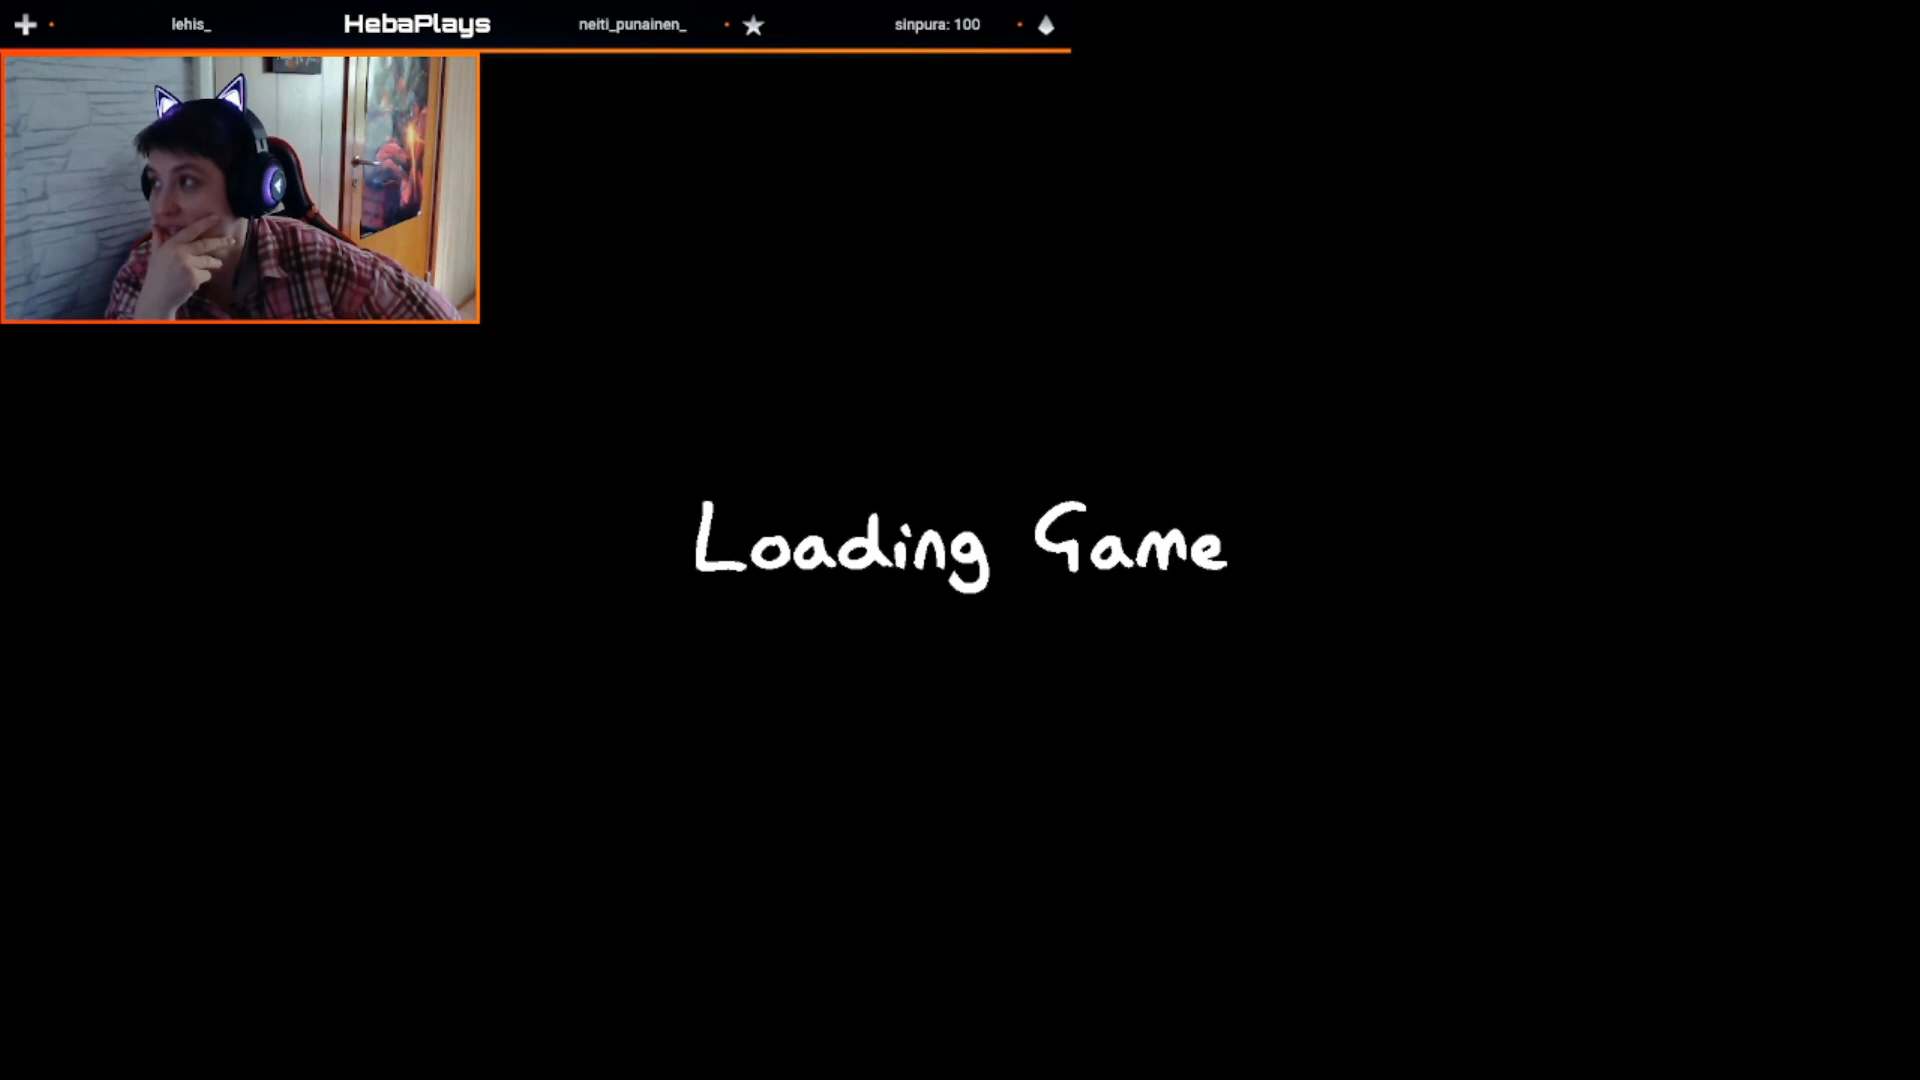 lehis_ HebaPlays neiti_punainen_ sinpura: 100
Loading Game